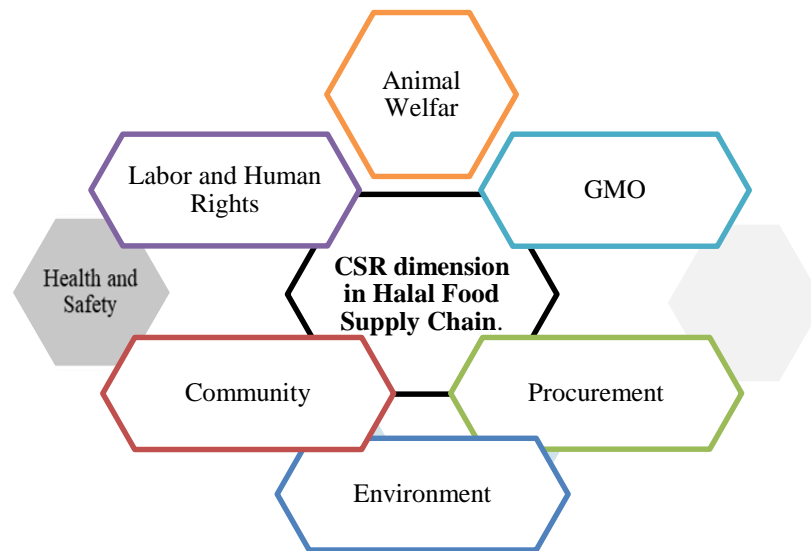 Animal
Welfar
Labor and Human
Rights
GMO
Health and
Safety
CSR dimension
in Halal Food
Supply Chain.
Community
Procurement
Environment